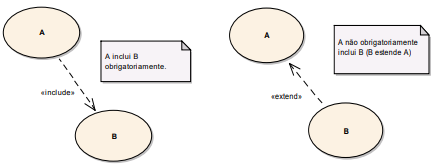 A
A inclui B
obrigatoriamente.
«include»
B
A
A não obrigatoriamente
inclui B (B estende A)
«extend»
B